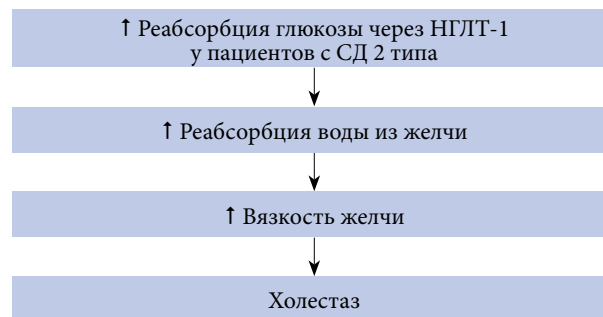 ↑ Реабсорбция глюкозы через НГЛТ-1
у пациентов с СД 2 типа
↑ Реабсорбция воды из желчи
↑ Вязкость желчи
Холестаз